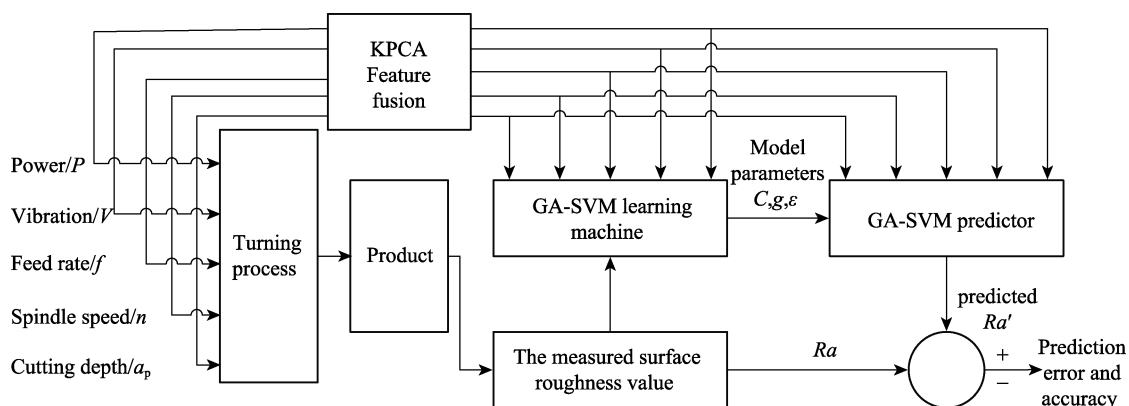 KPCA
Feature
fusion
Power/P
Vibration/V
Feed rate/f
Spindle speed/n
Cutting depth/ap
Turning
process
Product
GA-SVM learning
machine
Model
parameters
C,g,ε
GA-SVM predictor
The measured surface
roughness value
Ra
predicted
Ra′
+
−
Prediction
error and
accuracy